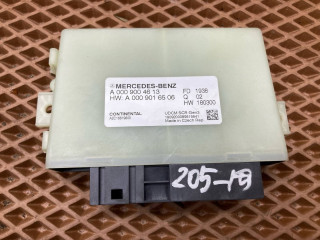 MERCEDES-BENZ
A 000 900 46 13
HW: A 000 901 65 06
FD 1938
Q 02
HW 180300
CONTINENTAL
Made in Czech Rep.
205-19